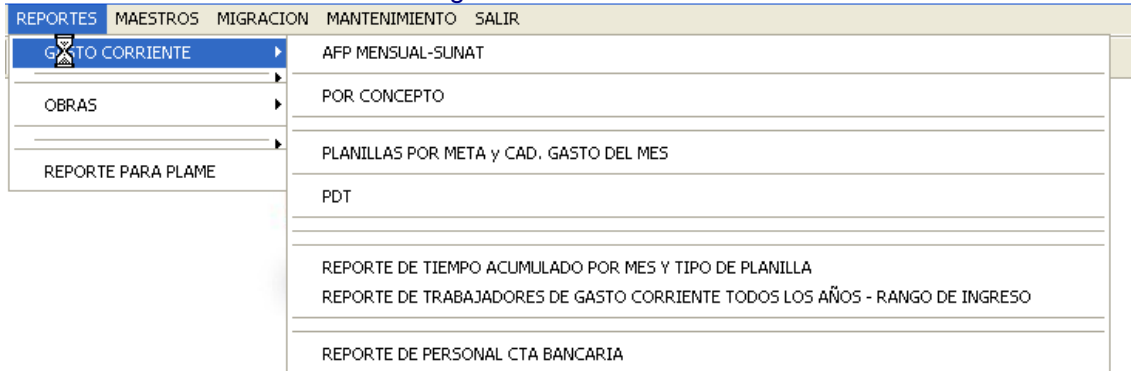 REPORTES MAESTROS MIGRACION MANTENIMIENTO SALIR
GASTO CORRIENTE
OBRAS
REPORTE PARA PLAME
AFP MENSUAL-SUNAT
POR CONCEPTO
PLANILLAS POR META y CAD. GASTO DEL MES
PDT
REPORTE DE TIEMPO ACUMULADO POR MES Y TIPO DE PLANILLA
REPORTE DE TRABAJADORES DE GASTO CORRIENTE TODOS LOS AÑOS - RANGO DE INGRESO
REPORTE DE PERSONAL CTA BANCARIA